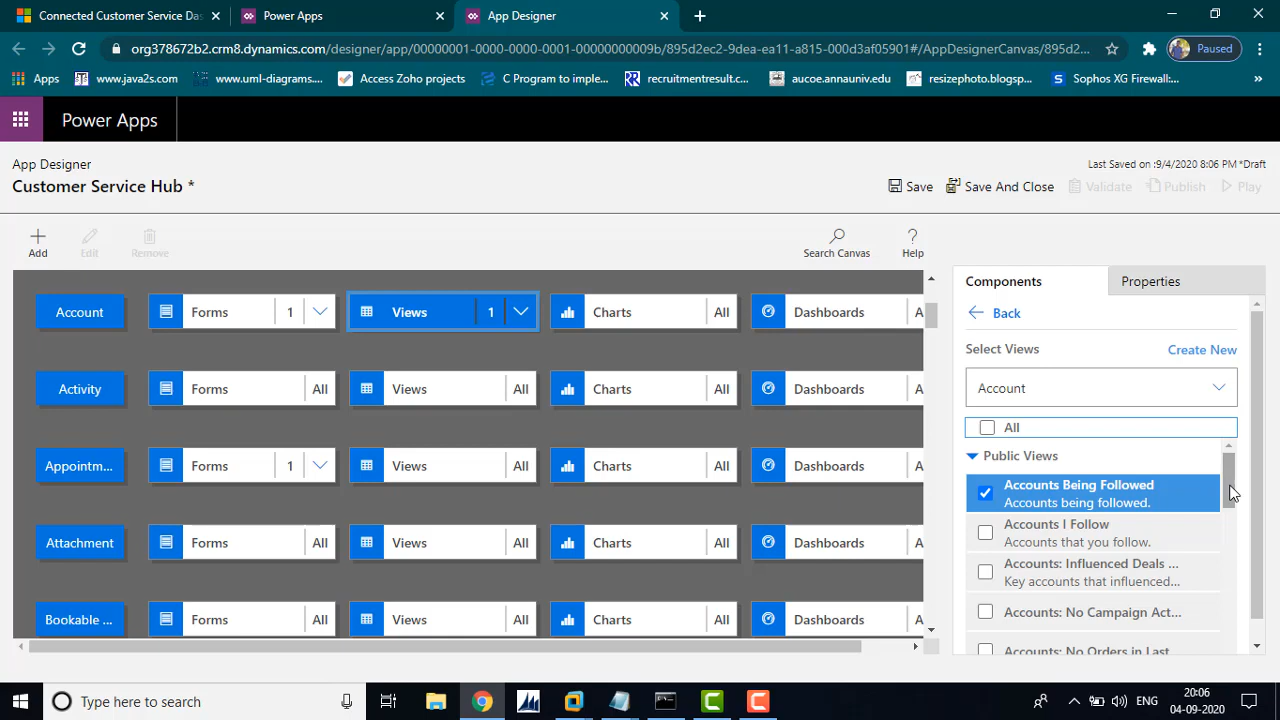 Connected Customer Service Das
Power Apps
App Designer
org378672b2.crm8.dynamics.com/designer/app/00000001-0000-0000-0001-00000000009b/895d2ec2-9dea-ea11-a815-000d3af05901#/AppDesignerCanvas/895d2...
Paused
Apps
www.java2s.com
www.uml-diagrams...
Access Zoho projects
C Program to imple...
recruitmentresult.c...
aucoe.annauniv.edu
resizephoto.blogsp...
Sophos XG Firewall:...
»
Power Apps
App Designer
Last Saved on :9/4/2020 8:06 PM *Draft
Customer Service Hub *
Save
Save And Close
Validate
Publish
Play
Add
Edit
Remove
Search Canvas
Help
Account
Forms 1
Views 1
Charts All
Dashboards A
Activity
Forms All
Views All
Charts All
Dashboards A
Appointm...
Forms 1
Views All
Charts All
Dashboards A
Attachment
Forms All
Views All
Charts All
Dashboards A
Bookable ...
Forms All
Views All
Charts All
Dashboards A
Components
Properties
Back
Select Views
Create New
Account
All
Public Views
Accounts Being Followed
Accounts being followed.
Accounts I Follow
Accounts that you follow.
Accounts: Influenced Deals ...
Key accounts that influenced...
Accounts: No Campaign Act...
Accounts: No Orders in Last
Type here to search
ENG
20:06
04-09-2020